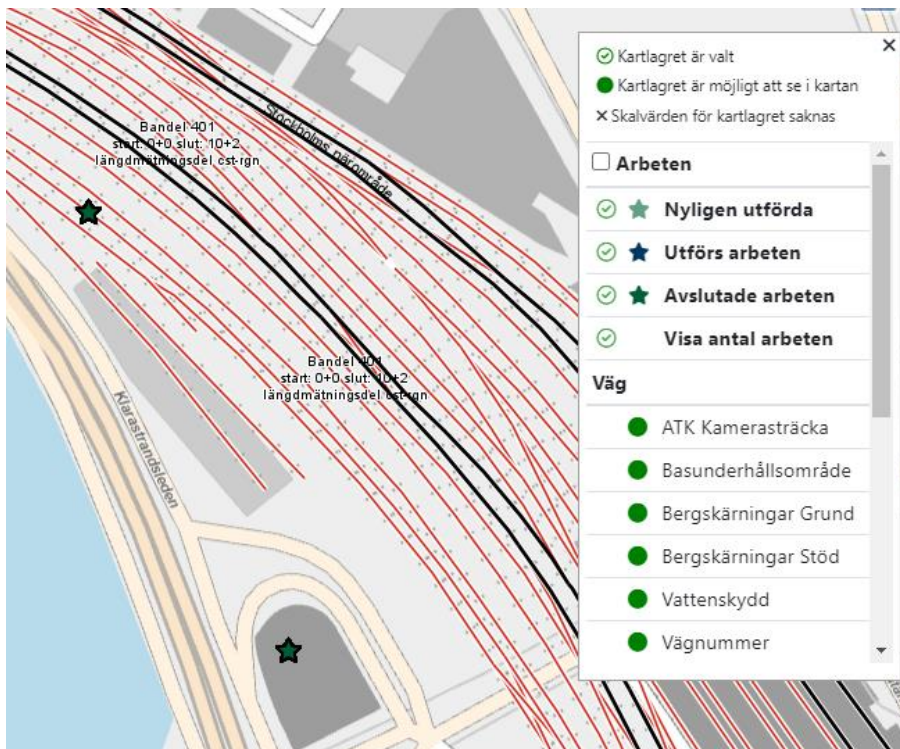 Bandel 401
start: 0+0 slut: 10+2
längdmätningsdel cst-rgn
Stockholms närområde
Bandel 401
start: 0+0 slut: 10+2
längdmätningsdel cst-rgn
Klarastrandsleden
Kartlagret är valt
Kartlagret är möjligt att se i kartan
Skalvärden för kartlagret saknas
Arbeten
Nyligen utförda
Utförs arbeten
Avslutade arbeten
Visa antal arbeten
Väg
ATK Kamerasträcka
Basunderhållsområde
Bergskärningar Grund
Bergskärningar Stöd
Vattenskydd
Vägnummer